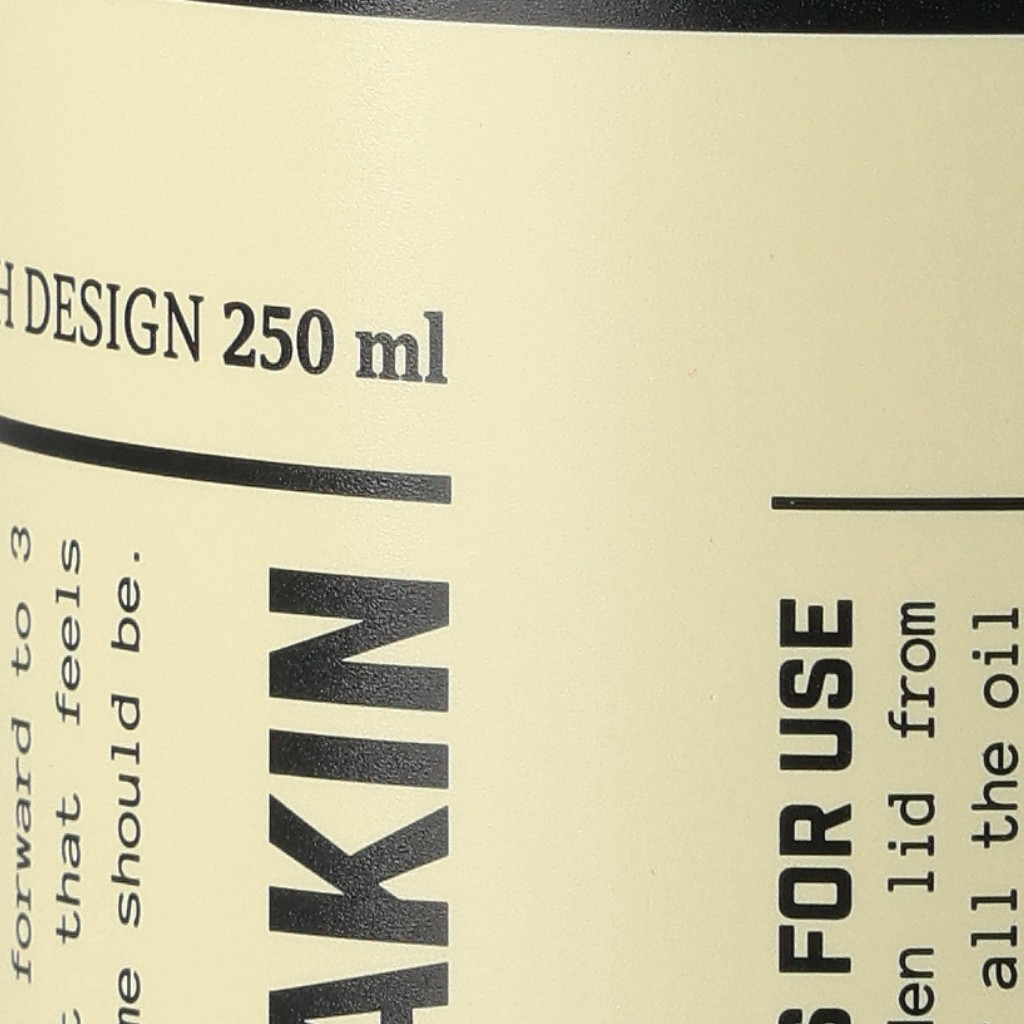 DESIGN 250 ml
forward to 3
that feels
should be.
AKIN
FOR USE
lid from
all the oil